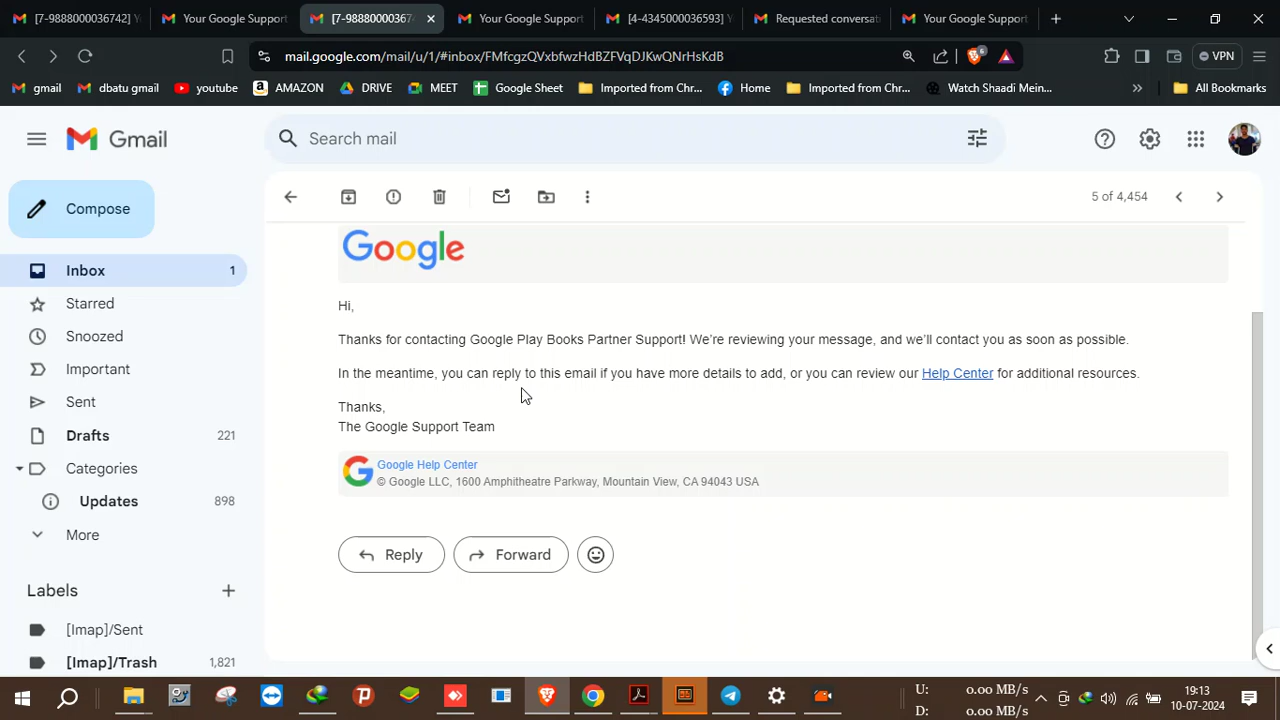 [7-9888000036742] Y
Your Google Support
[7-988800003674
Your Google Support
[4-4345000036593] Y
Requested conversat
Your Google Support
mail.google.com/mail/u/1/#inbox/FMfcgzQVxbfwzHdBZFVqDJKwQNrHsKdB
6
VPN
gmail
dbatu gmail
youtube
AMAZON
DRIVE
MEET
Google Sheet
Imported from Chr...
Home
Imported from Chr...
Watch Shaadi Mein...
All Bookmarks
Gmail
Search mail
Compose
5 of 4,454
Inbox 1
Starred
Snoozed
Important
Sent
Drafts 221
Categories
Updates 898
More
Labels
[Imap]/Sent
[Imap]/Trash 1,821
Google
Hi,
Thanks for contacting Google Play Books Partner Support! We're reviewing your message, and we'll contact you as soon as possible.
In the meantime, you can reply to this email if you have more details to add, or you can review our Help Center for additional resources.
Thanks,
The Google Support Team
Google Help Center
© Google LLC, 1600 Amphitheatre Parkway, Mountain View, CA 94043 USA
Reply
Forward
U: 0.00 MB/s
D: 0.00 MB/s
19:13
10-07-2024